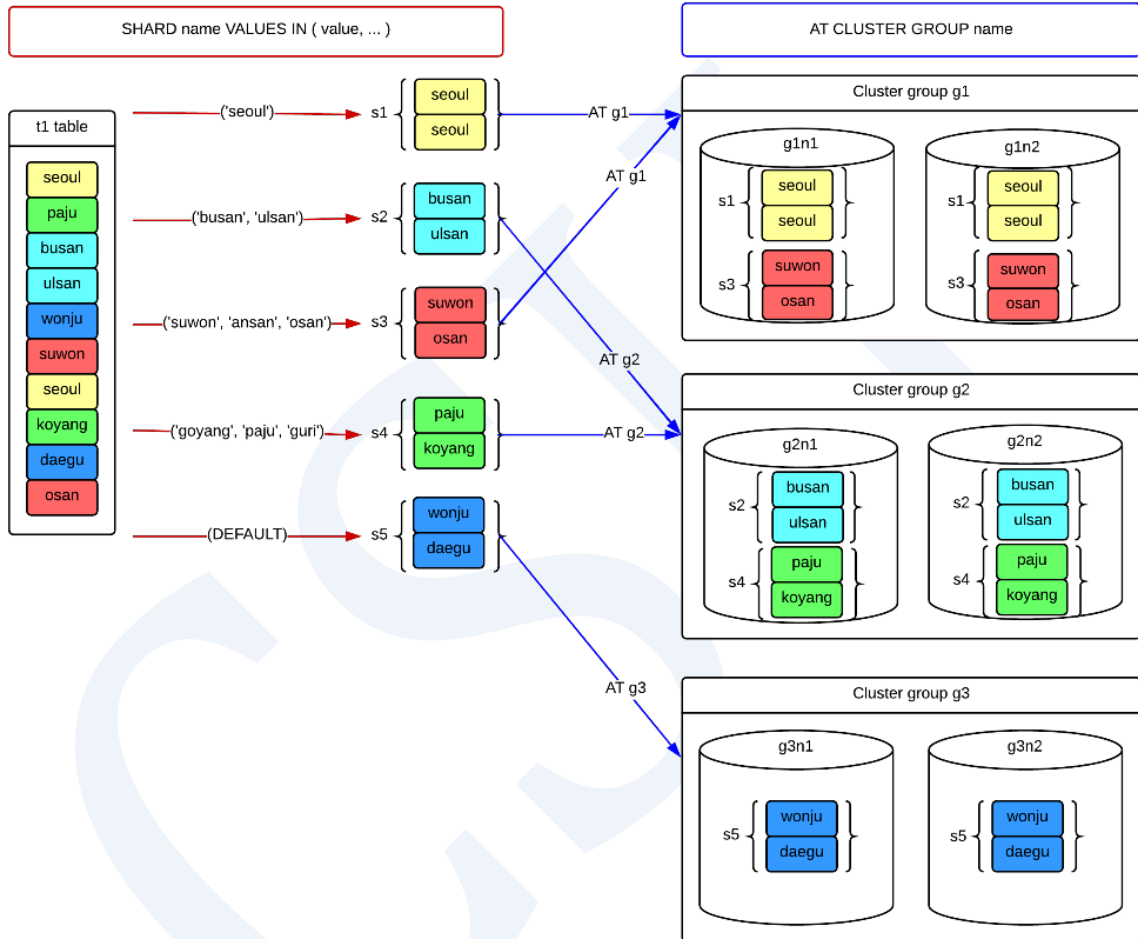 SHARD name VALUES IN ( value, ... )
AT CLUSTER GROUP name
t1 table
seoul
paju
busan
ulsan
wonju
suwon
seoul
koyang
daegu
osan
('seoul')
s1
seoul
seoul
AT g1
('busan', 'ulsan')
s2
busan
ulsan
AT g2
('suwon', 'ansan', 'osan')
s3
suwon
osan
AT g1
('goyang', 'paju', 'guri')
s4
paju
koyang
AT g2
(DEFAULT)
s5
wonju
daegu
AT g3
Cluster group g1
g1n1
s1
seoul
seoul
s3
suwon
osan
g1n2
s1
seoul
seoul
s3
suwon
osan
Cluster group g2
g2n1
s2
busan
ulsan
s4
paju
koyang
g2n2
s2
busan
ulsan
s4
paju
koyang
Cluster group g3
g3n1
s5
wonju
daegu
g3n2
s5
wonju
daegu